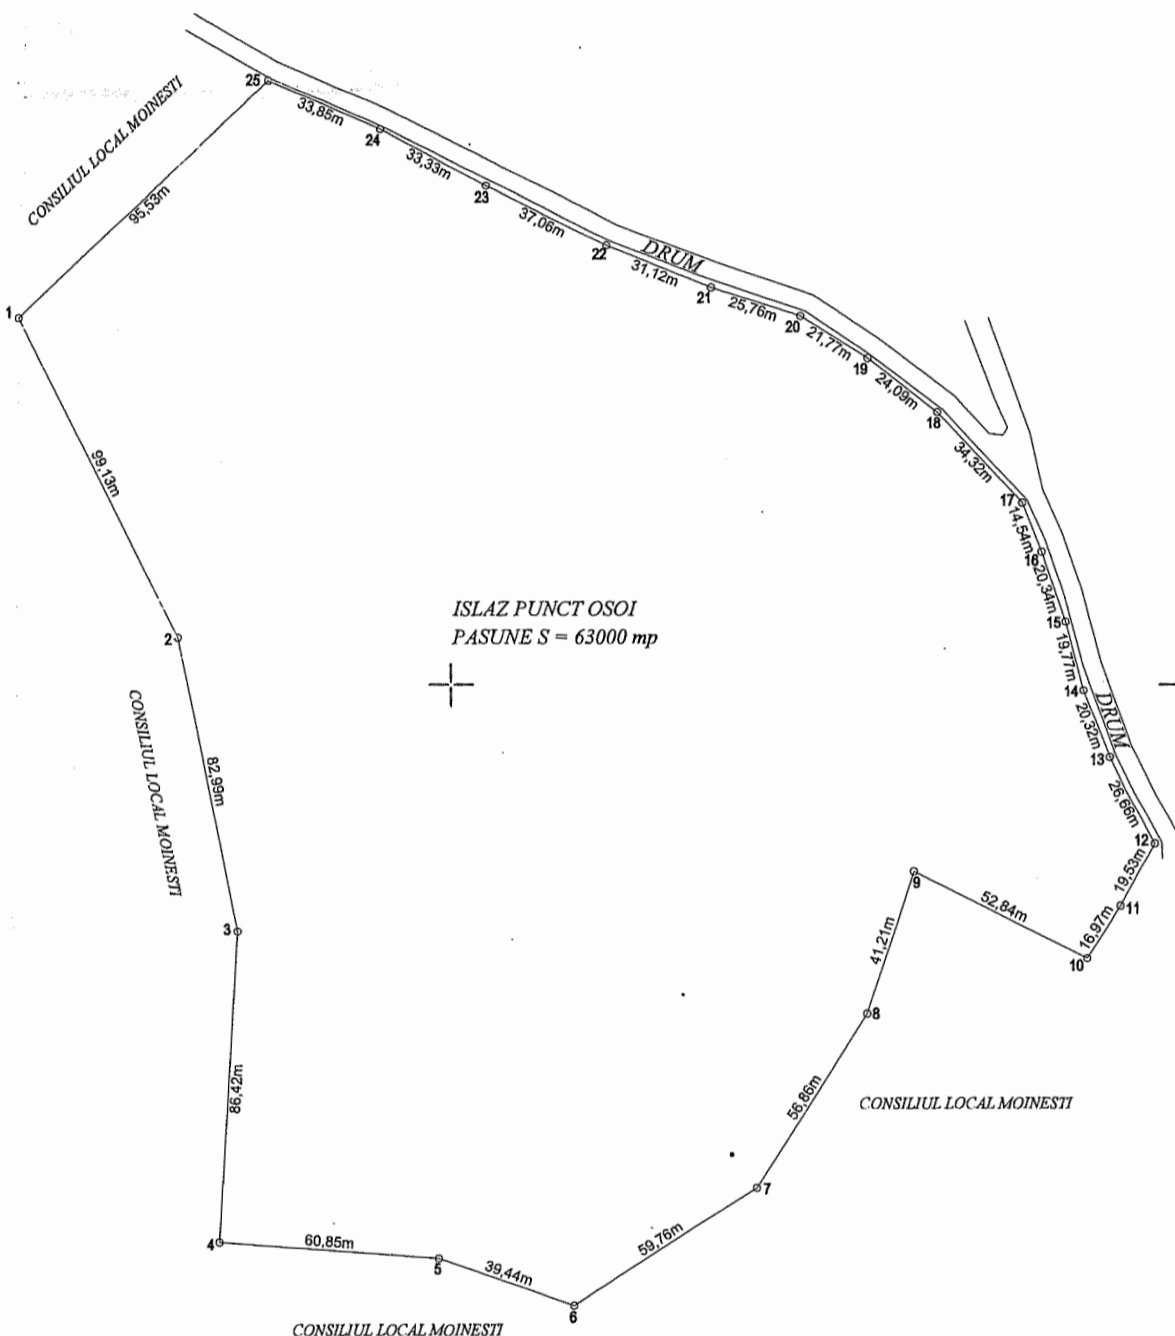 25
33,85m
24
CONSILIUL LOCAL MOINESTI
33,33m
23
95,53m
37,06m
22
DRUM
31,12m
21
25,76m
1
20
21,77m
19
24,09m
18
34,32m
99,13m
17
14,54m
16
20,34m
ISLAZ PUNCT OSOI
PASUNE S = 63000 mp
15
2
19,77m
14
CONSILIUL LOCAL MOINESTI
82,99m
20,32m
DRUM
13
26,66m
12
9
19,53m
52,84m
11
3
41,21m
16,97m
10
8
86,42m
56,86m
CONSILIUL LOCAL MOINESTI
7
4
60,85m
59,76m
5
39,44m
6
CONSILIUL LOCAL MOINESTI